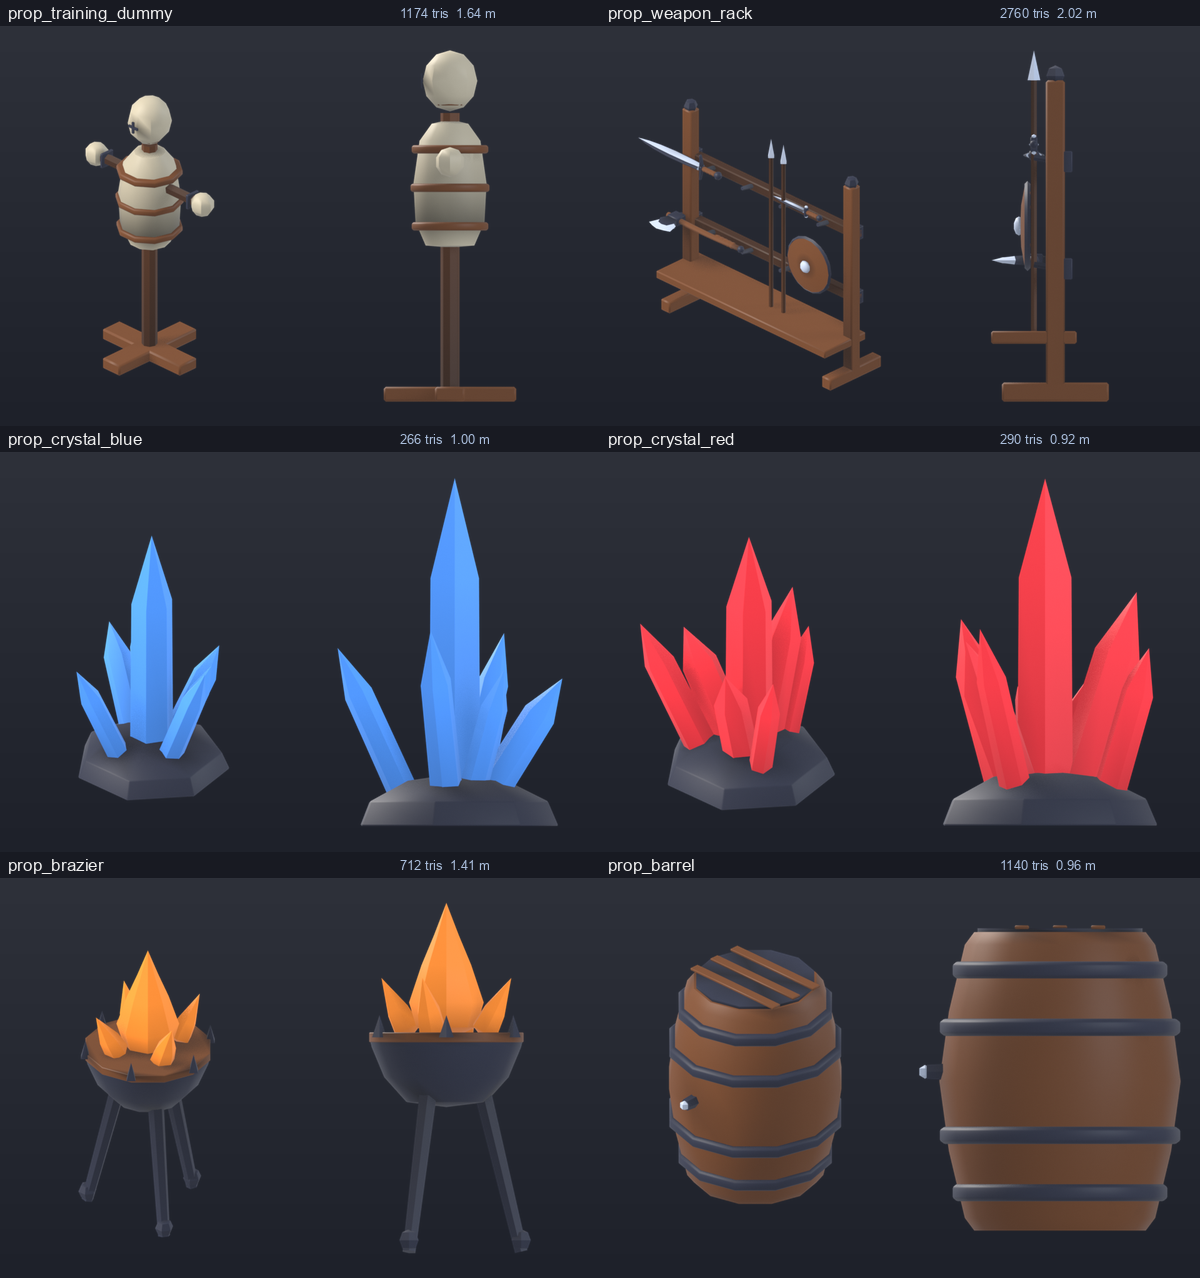 prop_training_dummy 1174 tris 1.64 m prop_weapon_rack 2760 tris 2.02 m
prop_crystal_blue 266 tris 1.00 m prop_crystal_red 290 tris 0.92 m
prop_brazier 712 tris 1.41 m prop_barrel 1140 tris 0.96 m